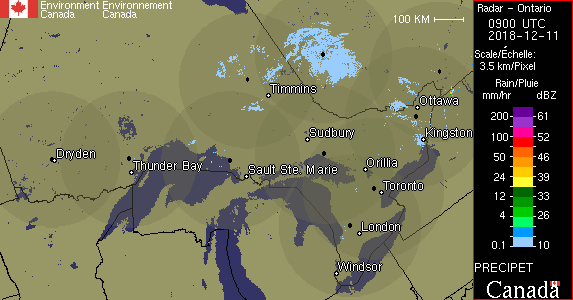 Environment Environnement
Canada Canada
100 KM
Timmins
Ottawa
Sudbury
Kingston
Dryden
Thunder Bay
Sault Ste. Marie
Orillia
Toronto
London
Windsor
Radar - Ontario
0900 UTC
2018-12-11
Scale/Échelle:
3.5 km/Pixel
Rain/Pluie
mm/hr dBZ
200 61
100 52
50 46
24 39
12 33
4 26
0.1 10
PRECIPET
Canada